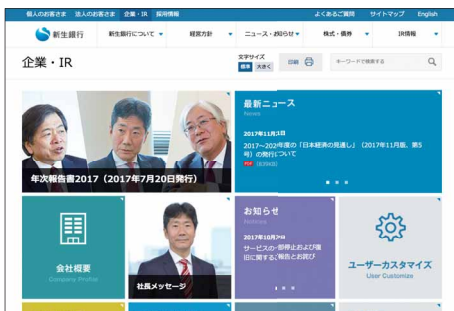 個人のお客さま 法人のお客さま 企業・IR 採用情報 よくあるご質問 サイトマップ English
新生銀行 新生銀行について 経営方針 ニュース・お知らせ 株式・債券 IR情報
企業・IR 文字サイズ 標準 大きく 印刷 キーワードで検索する
最新ニュース
News
2017年11月1日
2017~2021年度の「日本経済の見通し」(2017年11月版、第5
号)の発行について
PDF
年次報告書2017(2017年7月20日発行)
お知らせ
Notices
サービスの一部停止および復
旧に関するご報告とお詫び
会社概要
Company Profile
社長メッセージ
ユーザーカスタマイズ
User Customize